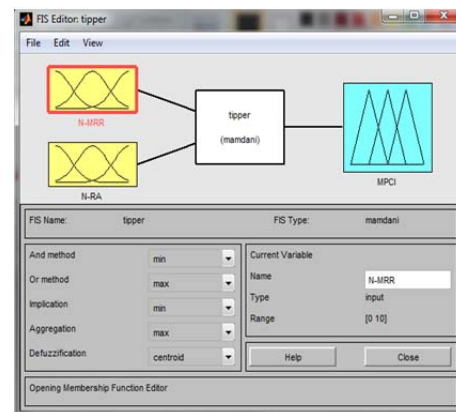 FIS Editor: tipper
File Edit View
N-MRR
N-RA
tipper
(mamdani)
MPCI
FIS Name: tipper FIS Type: mamdani
And method min
Or method max
Implication min
Aggregation max
Defuzzification centroid
Current Variable
Name N-MRR
Type input
Range [0 10]
Help Close
Opening Membership Function Editor